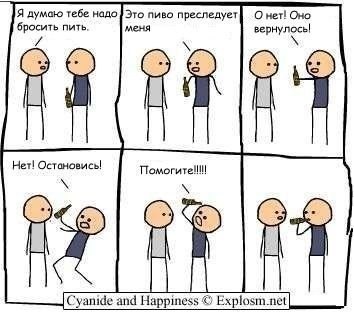 Я думаю тебе надо
бросить пить.
Это пиво преследует
меня
О нет! Оно
вернулось!
Нет! Остановись!
Помогите!!!!!
Cyanide and Happiness © Explosm.net